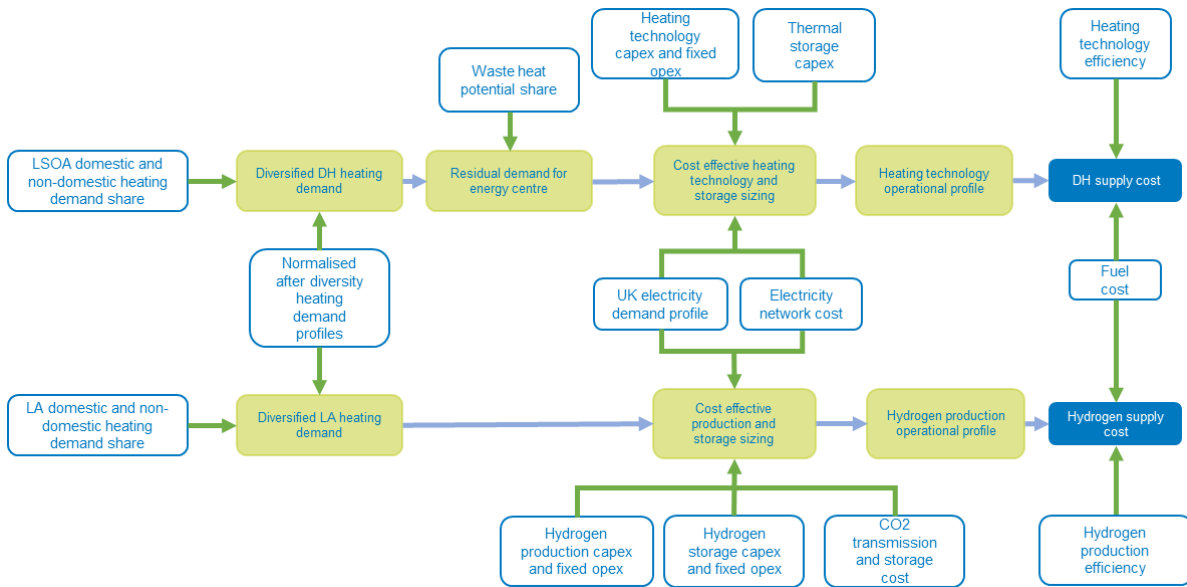 Heating
technology
capex and fixed
opex
Thermal
storage
capex
Heating
technology
efficiency
Waste heat
potential share
LSOA domestic and
non-domestic heating
demand share
Diversified DH heating
demand
Residual demand for
energy centre
Cost effective heating
technology and
storage sizing
Heating technology
operational profile
DH supply cost
Normalised
after diversity
heating
demand
profiles
UK electricity
demand profile
Electricity
network cost
Fuel
cost
LA domestic and non-
domestic heating
demand share
Diversified LA heating
demand
Cost effective
production and
storage sizing
Hydrogen production
operational profile
Hydrogen supply
cost
Hydrogen
production capex
and fixed opex
Hydrogen
storage capex
and fixed opex
CO2
transmission
and storage
cost
Hydrogen
production
efficiency